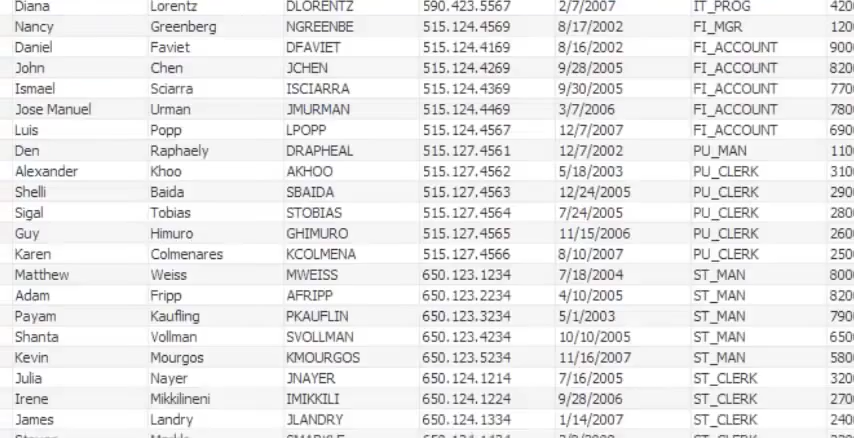 Diana Lorentz DLORENTZ 590.423.5567 2/7/2007 IT_PROG 420
Nancy Greenberg NGREENBE 515.124.4569 8/17/2002 FI_MGR 120
Daniel Faviet DFAVIET 515.124.4169 8/16/2002 FI_ACCOUNT 900
John Chen JCHEN 515.124.4269 9/28/2005 FI_ACCOUNT 820
Ismael Sciarra ISCIARRA 515.124.4369 9/30/2005 FI_ACCOUNT 770
Jose Manuel Urman JMURMAN 515.124.4469 3/7/2006 FI_ACCOUNT 780
Luis Popp LPOPP 515.124.4567 12/7/2007 FI_ACCOUNT 690
Den Raphaely DRAPHEAL 515.127.4561 12/7/2002 PU_MAN 110
Alexander Khoo AKHOO 515.127.4562 5/18/2003 PU_CLERK 310
Shelli Baida SBAIDA 515.127.4563 12/24/2005 PU_CLERK 290
Sigal Tobias STOBIAS 515.127.4564 7/24/2005 PU_CLERK 280
Guy Himuro GHIMURO 515.127.4565 11/15/2006 PU_CLERK 260
Karen Colmenares KCOLMENA 515.127.4566 8/10/2007 PU_CLERK 250
Matthew Weiss MWEISS 650.123.1234 7/18/2004 ST_MAN 800
Adam Fripp AFRIPP 650.123.2234 4/10/2005 ST_MAN 820
Payam Kaufling PKAUFLIN 650.123.3234 5/1/2003 ST_MAN 790
Shanta Vollman SVOLLMAN 650.123.4234 10/10/2005 ST_MAN 650
Kevin Mourgos KMOURGOS 650.123.5234 11/16/2007 ST_MAN 580
Julia Nayer JNAYER 650.124.1214 7/16/2005 ST_CLERK 320
Irene Mikkilineni IMIKKILI 650.124.1224 9/28/2006 ST_CLERK 270
James Landry JLANDRY 650.124.1334 1/14/2007 ST_CLERK 240